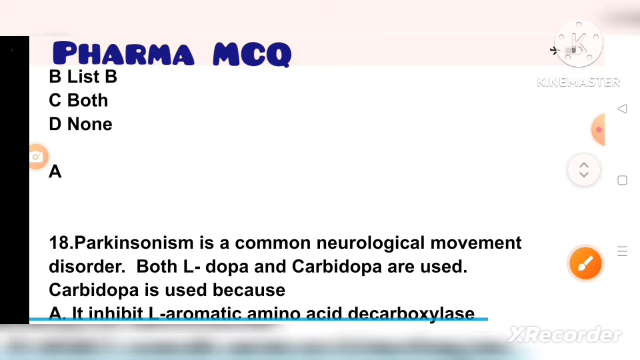 PHARMA MCQ
KINEMASTER
B List B
C Both
D None
A
18.Parkinsonism is a common neurological movement
disorder.  Both L- dopa and Carbidopa are used.
Carbidopa is used because
A. It inhibit L-aromatic amino acid decarboxylase
XRecorder